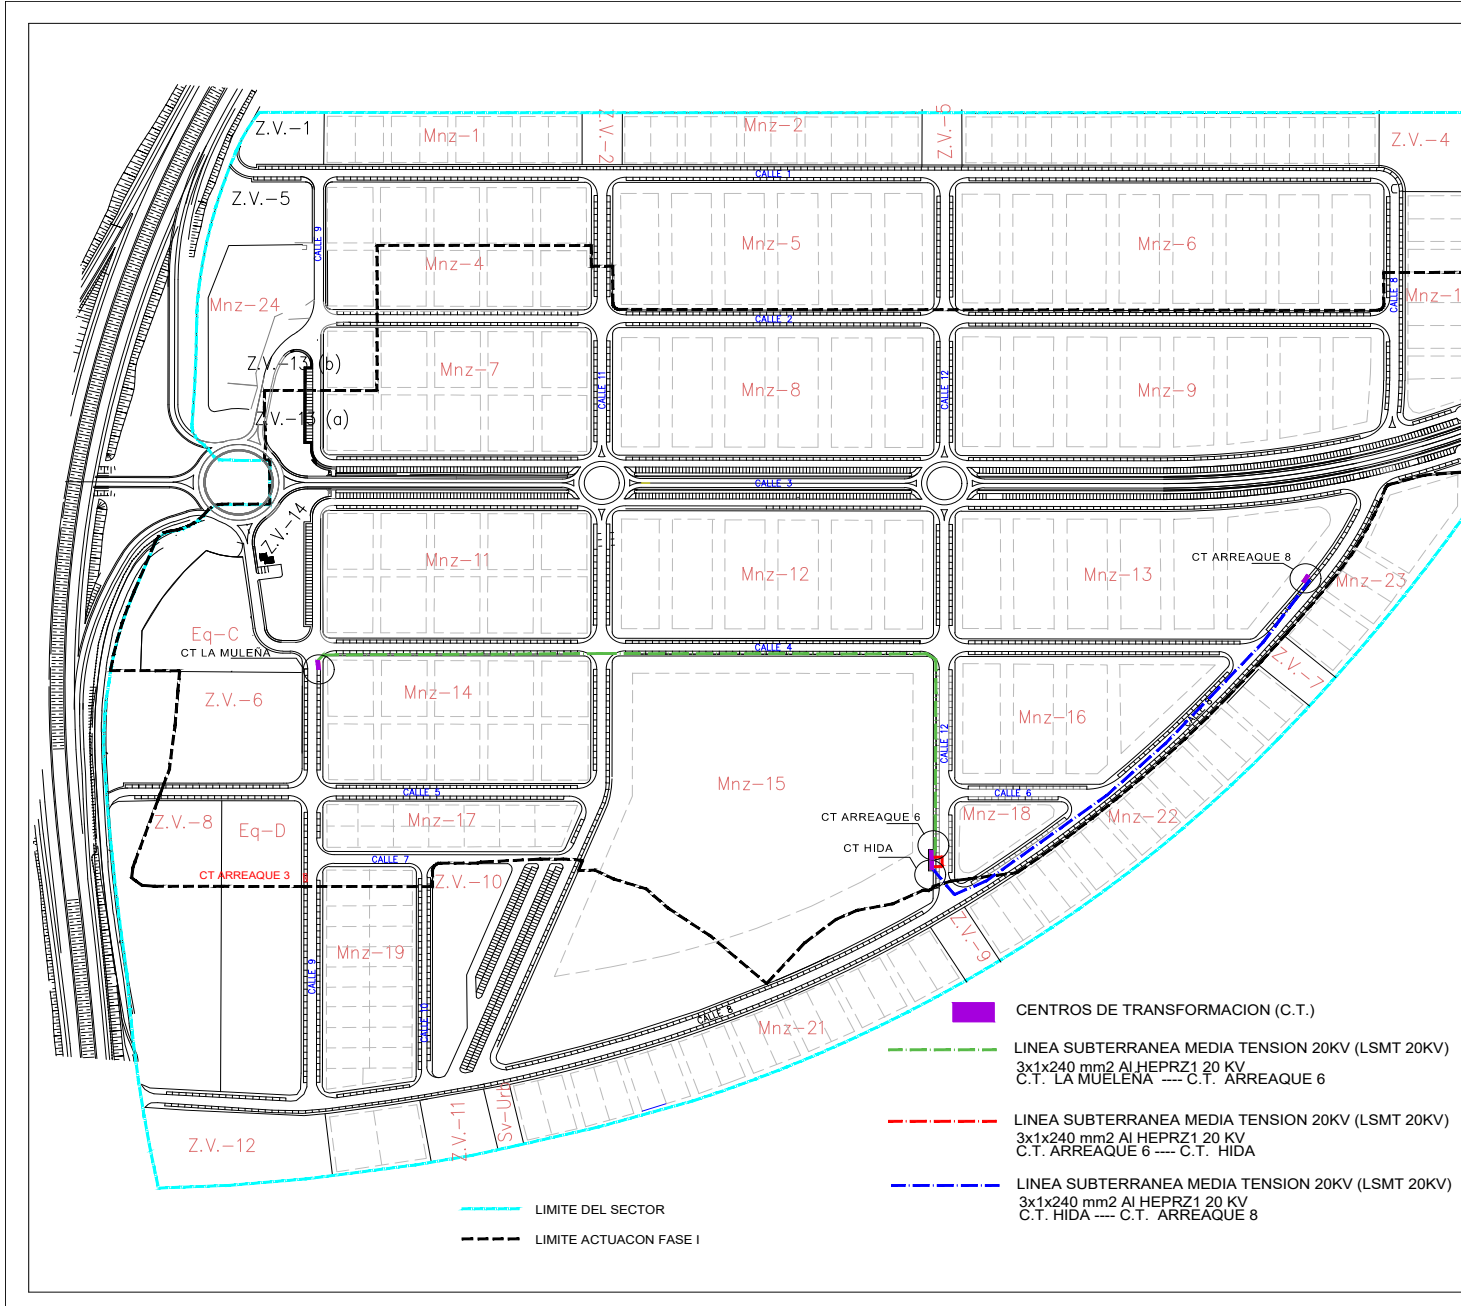 Z.V.-1
Mnz-1
Z.V.-2
Mnz-2
Z.V.-4
CALLE 1
Z.V.-5
CALLE 9
Mnz-4
Mnz-5
Mnz-6
CALLE 8
Mnz-24
Mnz-1
CALLE 2
Z.V.-13 (b)
Mnz-7
CALLE 11
Mnz-8
CALLE 12
Mnz-9
Z.V.-13 (a)
CALLE 3
Z.V.-14
Mnz-11
Mnz-12
Mnz-13
CT ARREAQUE 8
Mnz-23
Eq-C
CT LA MULEÑA
CALLE 4
Z.V.-7
Z.V.-6
Mnz-14
Mnz-16
CALLE 12
Mnz-15
CALLE 5
CALLE 6
Z.V.-8
Eq-D
Mnz-17
CT ARREAQUE 6
Mnz-18
Mnz-22
CT HIDA
CALLE 7
CT ARREAQUE 3
Z.V.-10
Mnz-19
Z.V.-9
CALLE 9
CALLE 10
CALLE 8
Mnz-21
Z.V.-12
Z.V.-11
Sv-Urb
CENTROS DE TRANSFORMACION (C.T.)
LINEA SUBTERRANEA MEDIA TENSION 20KV (LSMT 20KV)
3x1x240 mm2 Al HEPRZ1 20 KV
C.T. LA MUELEÑA ---- C.T. ARREAQUE 6
LINEA SUBTERRANEA MEDIA TENSION 20KV (LSMT 20KV)
3x1x240 mm2 Al HEPRZ1 20 KV
C.T. ARREAQUE 6 ---- C.T. HIDA
LINEA SUBTERRANEA MEDIA TENSION 20KV (LSMT 20KV)
3x1x240 mm2 Al HEPRZ1 20 KV
C.T. HIDA ---- C.T. ARREAQUE 8
LIMITE DEL SECTOR
LIMITE ACTUACON FASE I